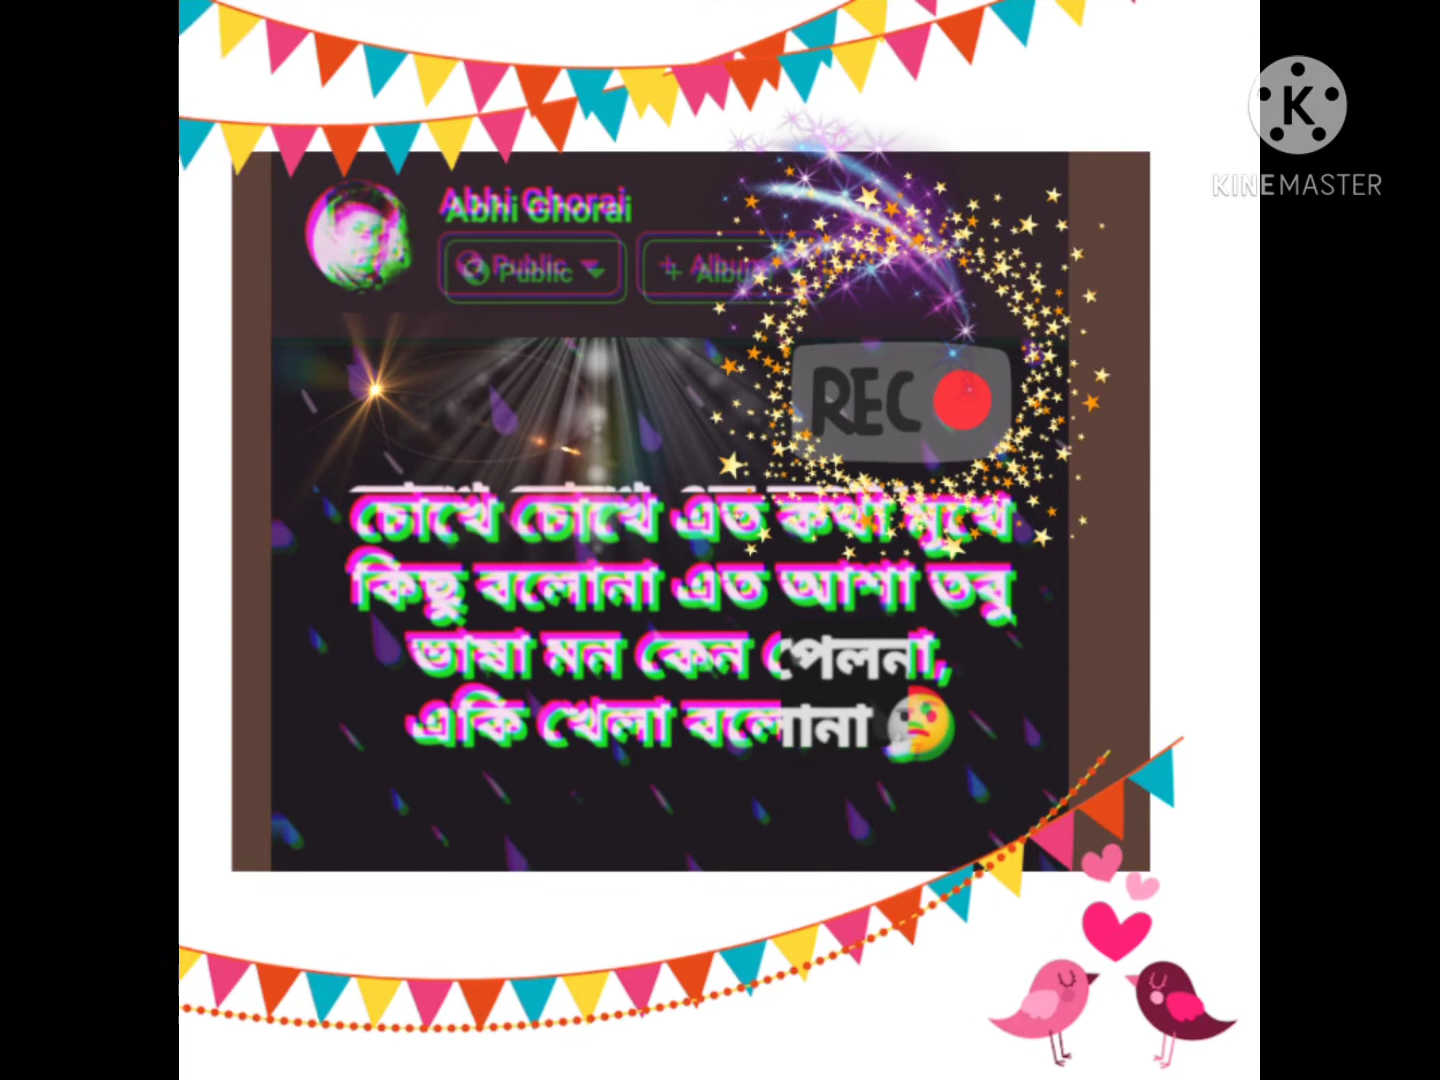 Abhi Ghorai
Public
+ Album
REC
KINEMASTER
চোখে চোখে এত কথা মুখে
কিছু বলোনা এত আশা তবু
ভাষা মন কেন পেলনা,
একি খেলা বলোনা